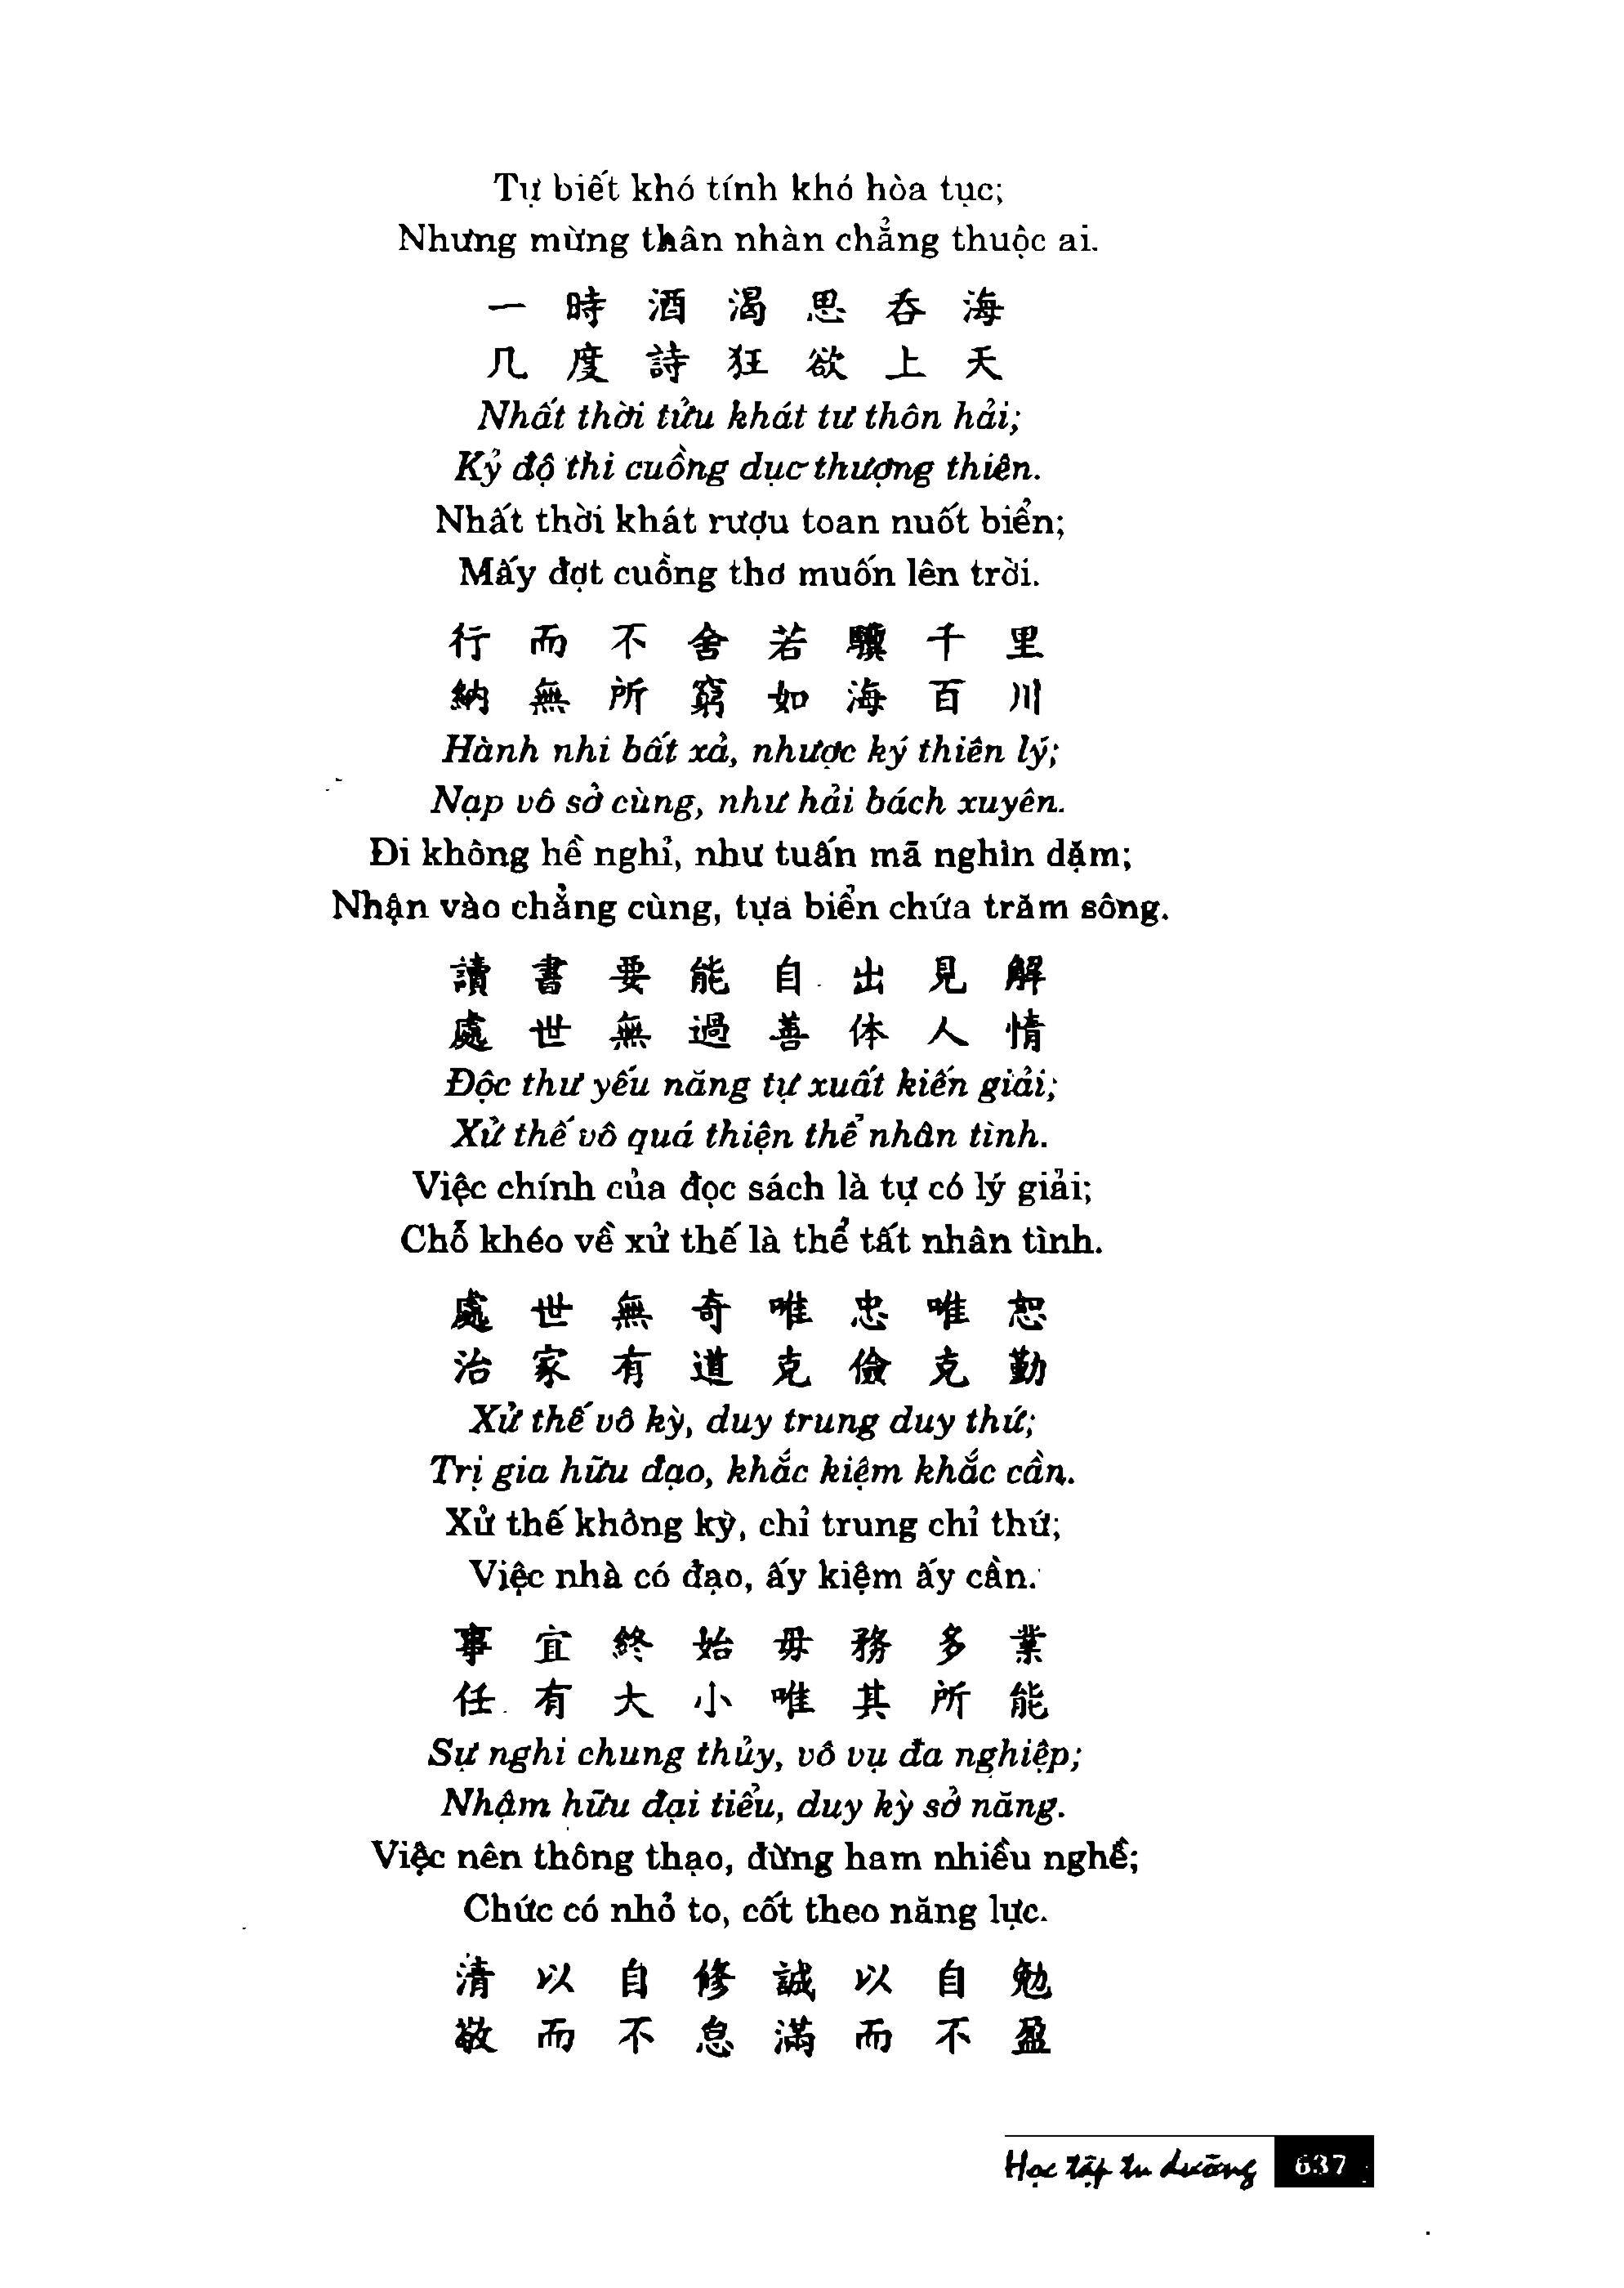 Tự biết khó tính khó hòa tục;
Nhưng mừng thân nhàn chẳng thuộc ai.
一時酒渴思吞海
几度詩狂欲上天
Nhất thời tửu khát tư thôn hải;
Kỷ độ thi cuồng dục thượng thiên.
Nhất thời khát rượu toan nuốt biển;
Mấy đợt cuồng thơ muốn lên trời.
行而不舍若驥千里
納無所窮如海百川
Hành nhi bất xả, nhược ký thiên lý;
Nạp vô sở cùng, như hải bách xuyên.
Đi không hề nghỉ, như tuấn mã nghìn dặm;
Nhận vào chẳng cùng, tựa biển chứa trăm sông.
讀書要能自出見解
處世無過善体人情
Độc thư yếu năng tự xuất kiến giải;
Xử thế vô quá thiện thể nhân tình.
Việc chính của đọc sách là tự có lý giải;
Chỗ khéo về xử thế là thể tất nhân tình.
處世無奇唯忠唯恕
治家有道克儉克勤
Xử thế vô kỳ, duy trung duy thứ;
Trị gia hữu đạo, khắc kiệm khắc cần.
Xử thế không kỳ, chỉ trung chỉ thứ;
Việc nhà có đạo, ấy kiệm ấy cần.
事宜終始毋務多業
任有大小唯其所能
Sự nghi chung thủy, vô vụ đa nghiệp;
Nhậm hữu đại tiểu, duy kỳ sở năng.
Việc nên thông thạo, đừng ham nhiều nghề;
Chức có nhỏ to, cốt theo năng lực.
清以自修誠以自勉
敬而不怠滿而不盈
Học tập tu dưỡng 637